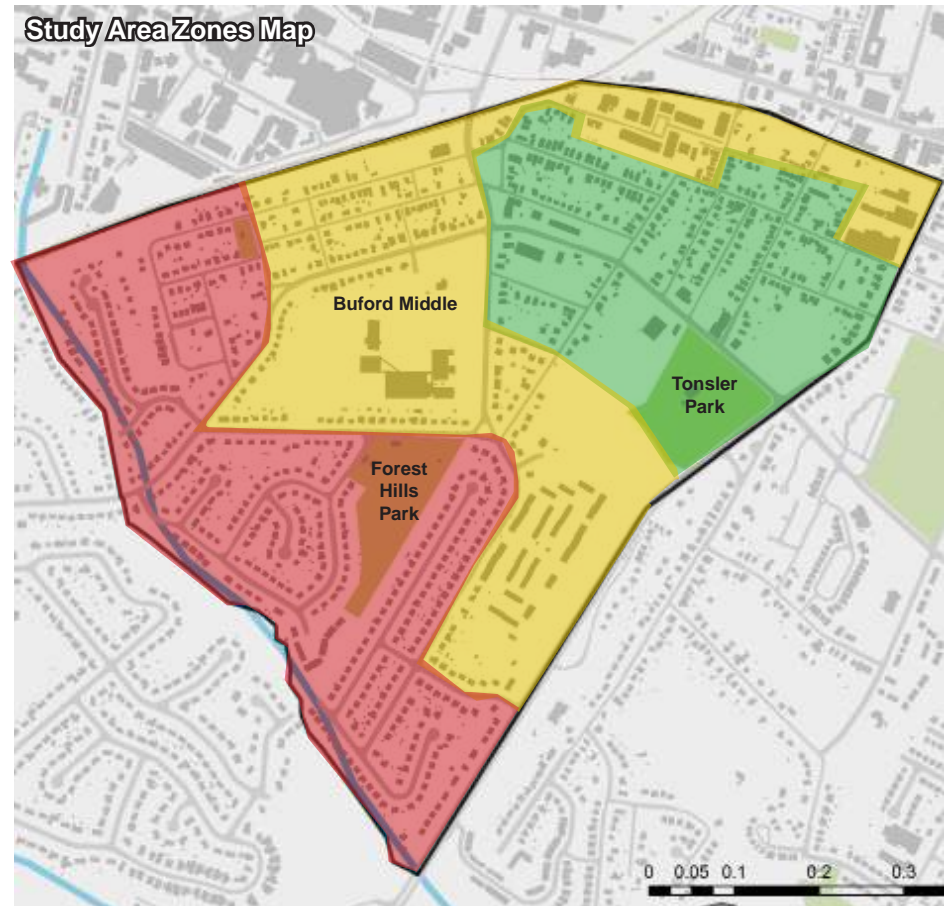 Study Area Zones Map
Buford Middle
Tonsler
Park
Forest
Hills
Park
0 0.05 0.1 0.2 0.3